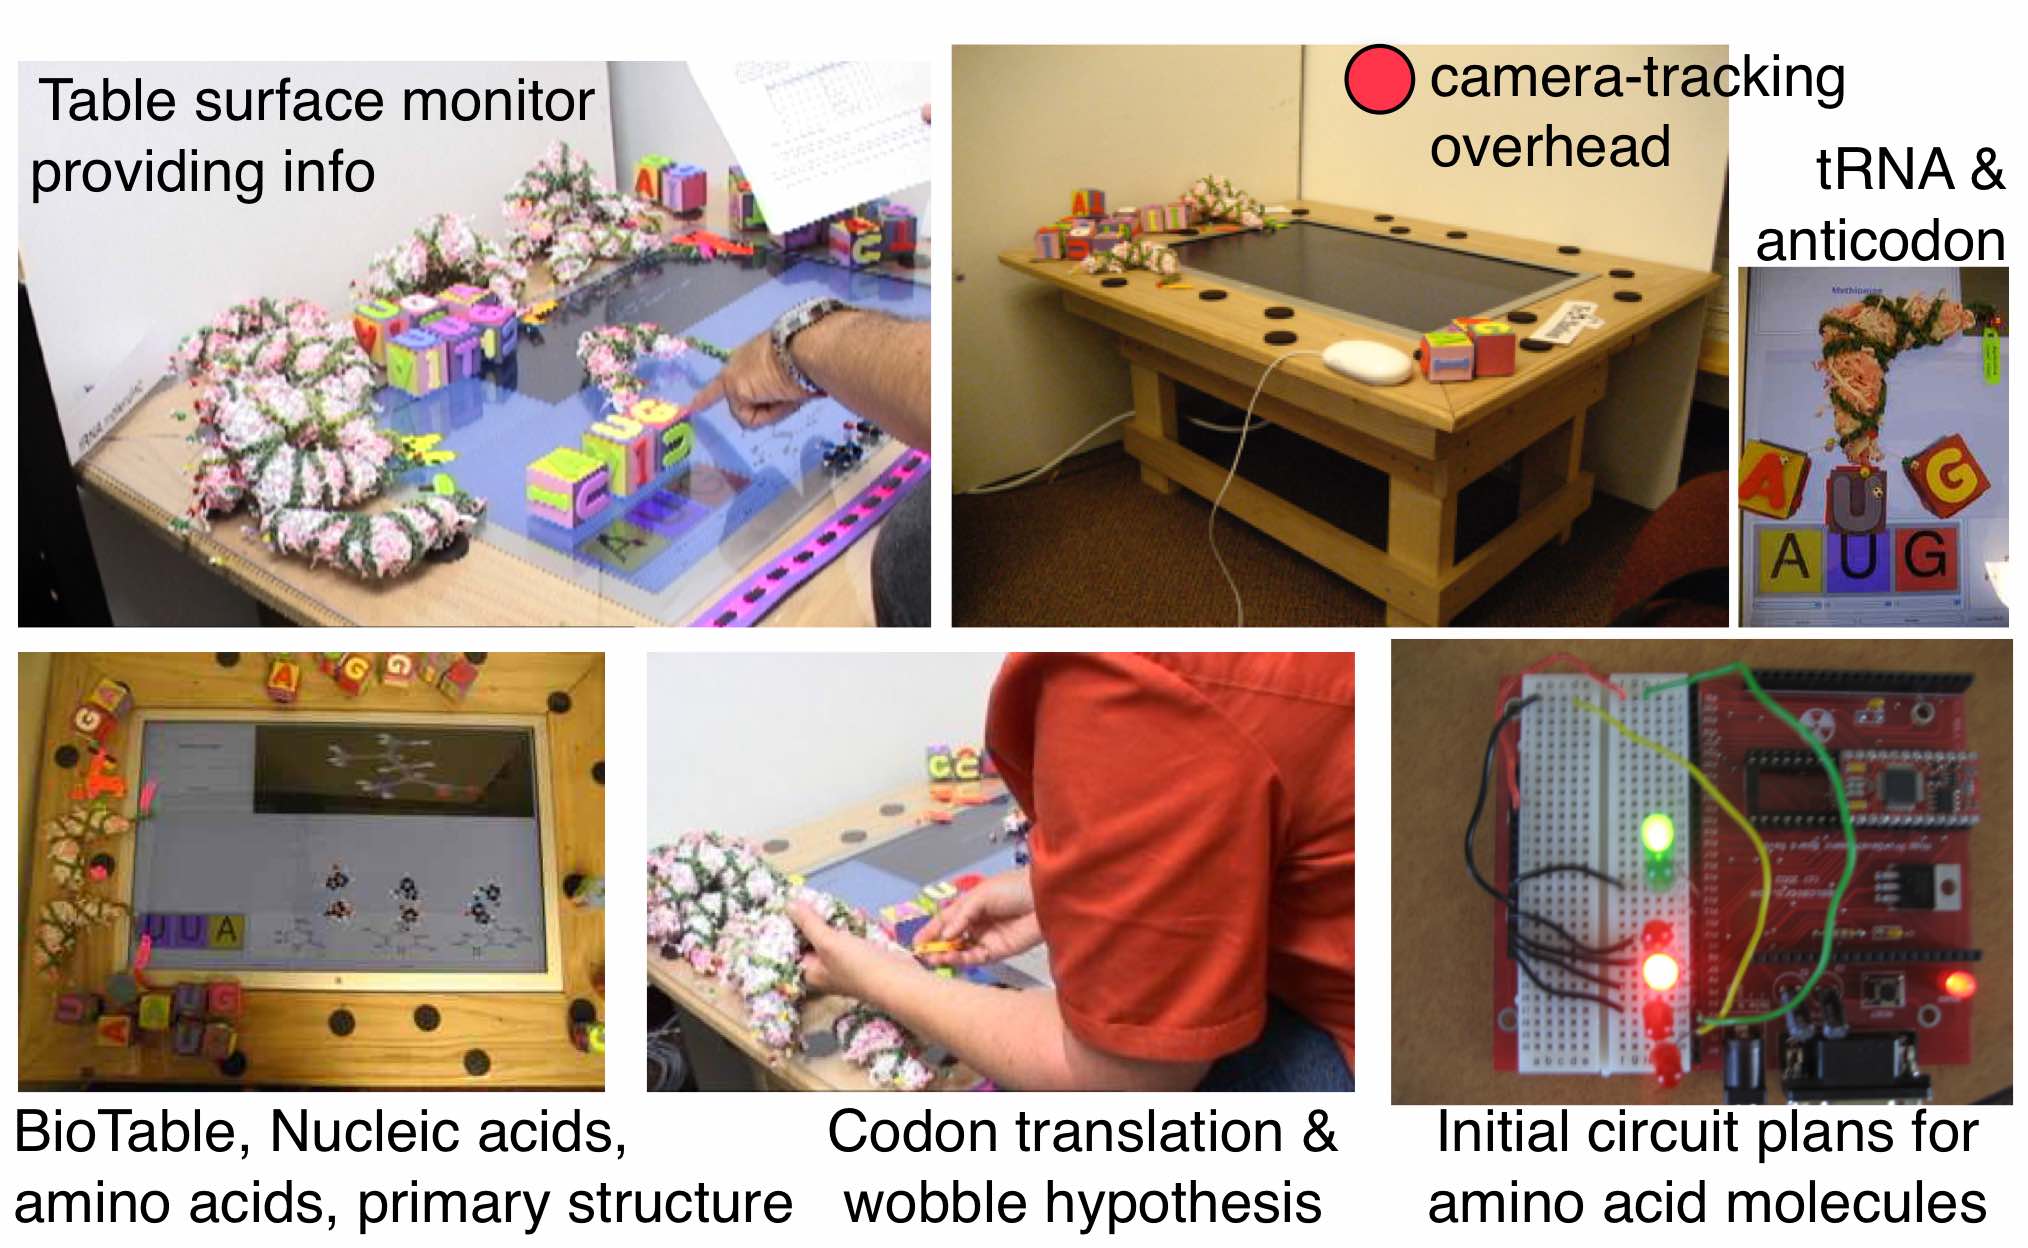 Table surface monitor
providing info
camera-tracking
overhead
tRNA &
anticodon
Methionine
A U G
A U G
U U A
BioTable, Nucleic acids,
amino acids, primary structure
Codon translation &
wobble hypothesis
Initial circuit plans for
amino acid molecules